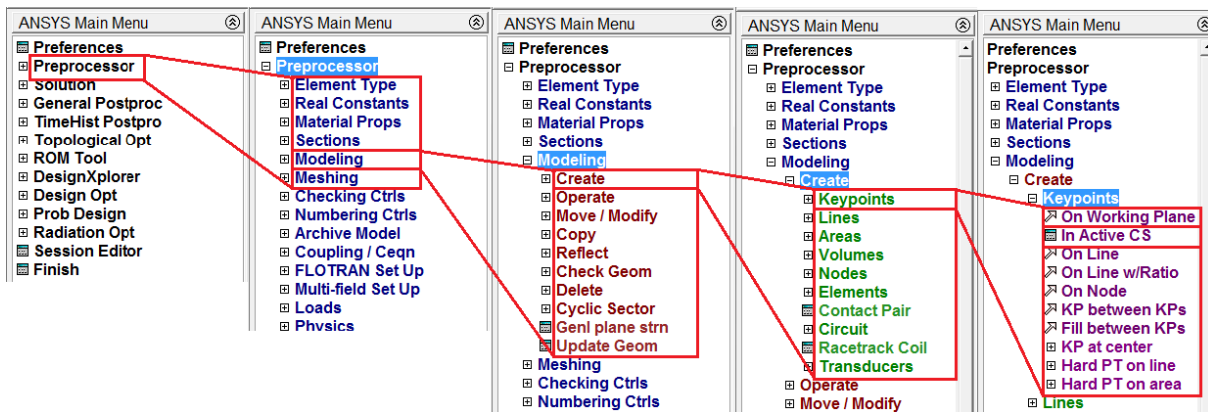 ANSYS Main Menu
Preferences
Preprocessor
Solution
General Postproc
TimeHist Postpro
Topological Opt
ROM Tool
DesignXplorer
Design Opt
Prob Design
Radiation Opt
Session Editor
Finish
ANSYS Main Menu
Preferences
Preprocessor
Element Type
Real Constants
Material Props
Sections
Modeling
Meshing
Checking Ctrls
Numbering Ctrls
Archive Model
Coupling / Ceqn
FLOTRAN Set Up
Multi-field Set Up
Loads
Physics
ANSYS Main Menu
Preferences
Preprocessor
Element Type
Real Constants
Material Props
Sections
Modeling
Create
Operate
Move / Modify
Copy
Reflect
Check Geom
Delete
Cyclic Sector
Genl plane strn
Update Geom
Meshing
Checking Ctrls
Numbering Ctrls
ANSYS Main Menu
Preferences
Preprocessor
Element Type
Real Constants
Material Props
Sections
Modeling
Create
Keypoints
Lines
Areas
Volumes
Nodes
Elements
Contact Pair
Circuit
Racetrack Coil
Transducers
Operate
Move / Modify
ANSYS Main Menu
Preferences
Preprocessor
Element Type
Real Constants
Material Props
Sections
Modeling
Create
Keypoints
On Working Plane
In Active CS
On Line
On Line w/Ratio
On Node
KP between KPs
Fill between KPs
KP at center
Hard PT on line
Hard PT on area
Lines